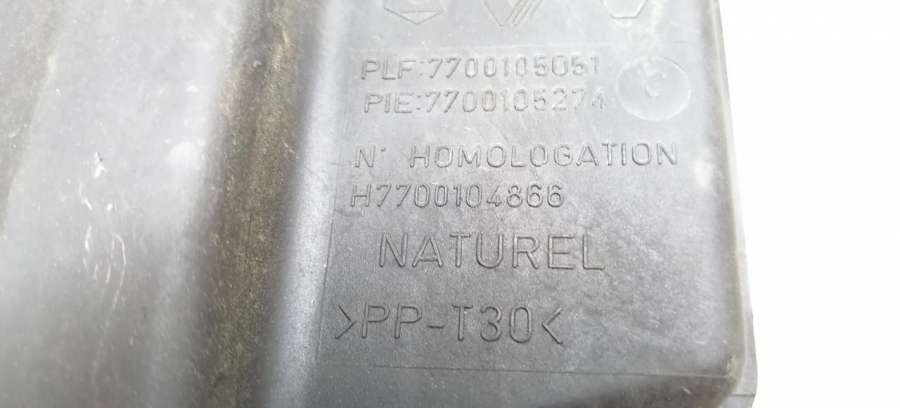 PLF:7700105051
PIE:7700105274
N° HOMOLOGATION
H7700104866
NATUREL
>PP-T30<